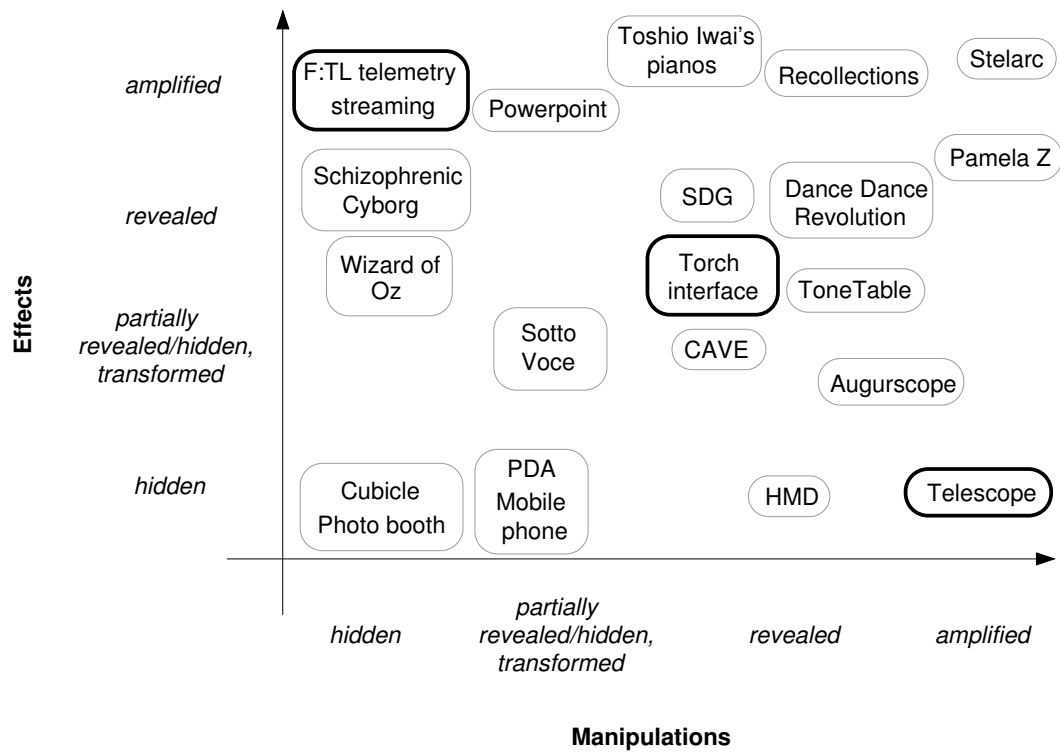 Toshio Iwai's
pianos
Stelarc
F:TL telemetry
streaming
Recollections
amplified
Powerpoint
Pamela Z
Schizophrenic
Cyborg
SDG
Dance Dance
Revolution
revealed
Wizard of
Oz
Torch
interface
ToneTable
Effects
partially
revealed/hidden,
transformed
Sotto
Voce
CAVE
Augurscope
hidden
Cubicle
Photo booth
PDA
Mobile
phone
HMD
Telescope
hidden
partially
revealed/hidden,
transformed
revealed
amplified
Manipulations